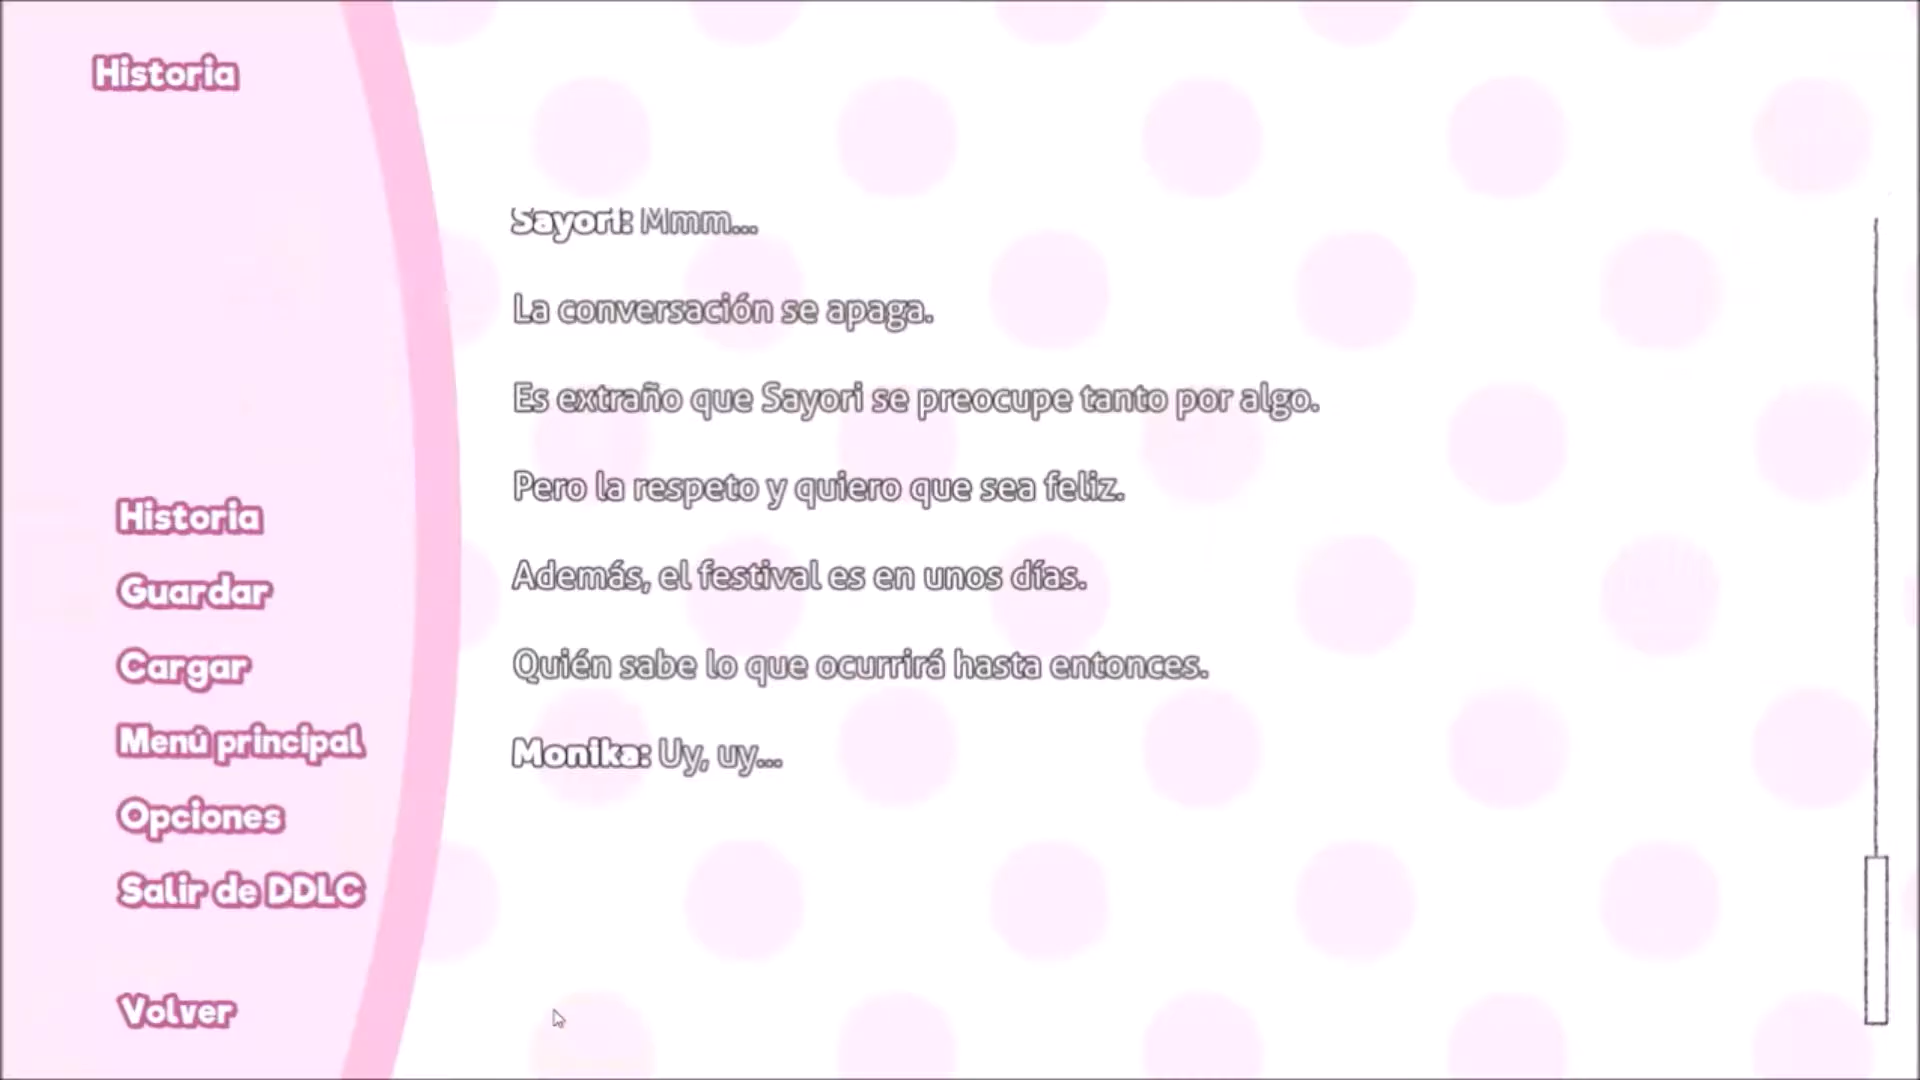 Historia
Sayori: Mmm...
La conversación se apaga.
Es extraño que Sayori se preocupe tanto por algo.
Pero la respeto y quiero que sea feliz.
Además, el festival es en unos días.
Quién sabe lo que ocurrirá hasta entonces.
Monika: Uy, uy...
Historia
Guardar
Cargar
Menú principal
Opciones
Salir de DDLC
Volver